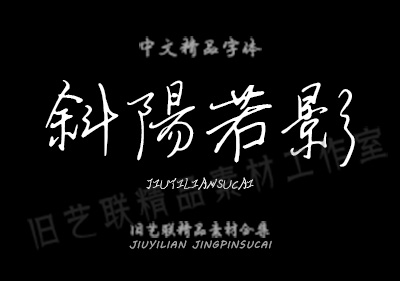 中文精品字体
斜陽若影
JIUYILIANSUCAI
旧艺联精品素材工作室
旧艺联精品素材合集
JIUYILIAN JINGPINSUCAI